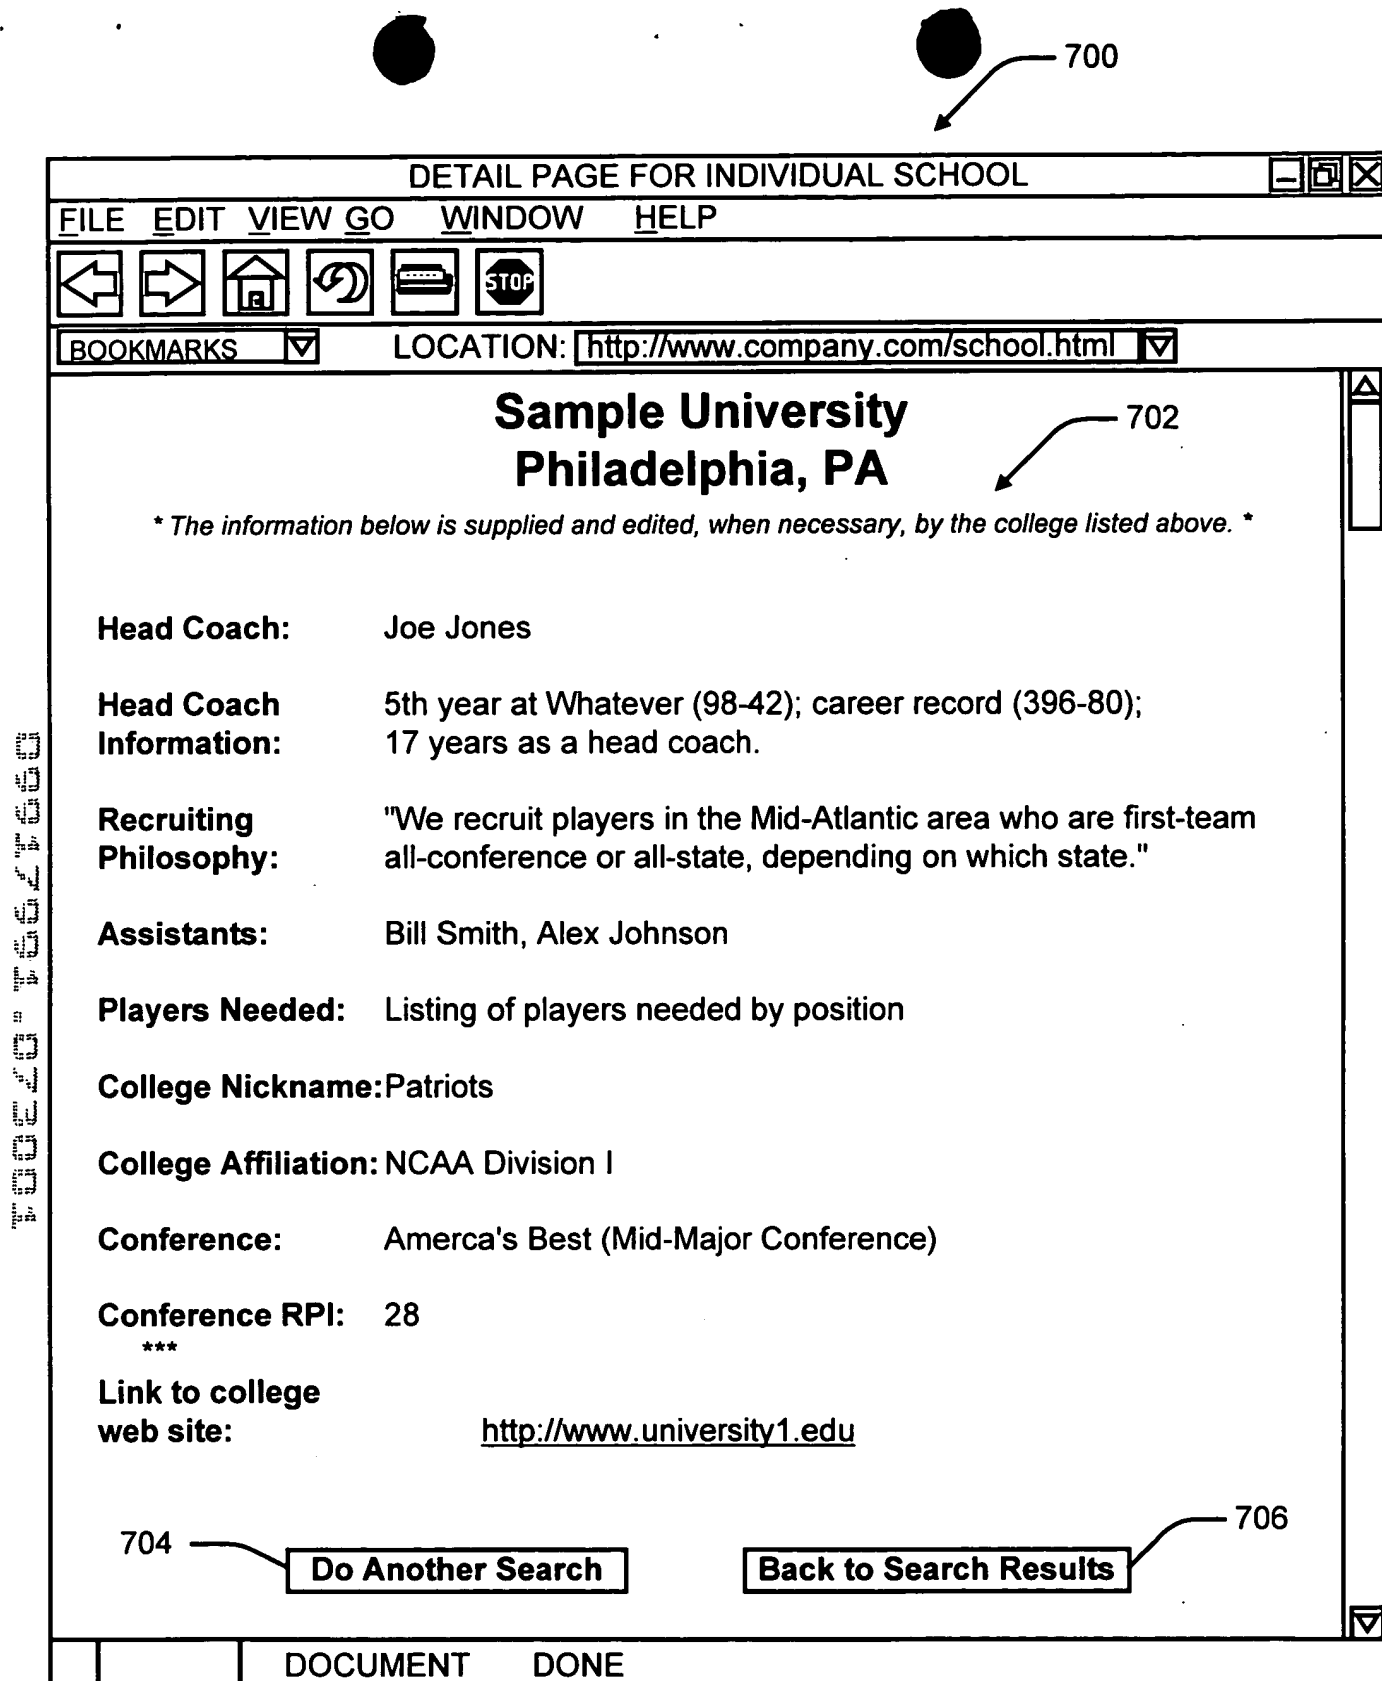 700
DETAIL PAGE FOR INDIVIDUAL SCHOOL
FILE EDIT VIEW GO WINDOW HELP
STOP
BOOKMARKS LOCATION: http://www.company.com/school.html
Sample University
702
Philadelphia, PA
* The information below is supplied and edited, when necessary, by the college listed above. *
Head Coach: Joe Jones
Head Coach 5th year at Whatever (98-42); career record (396-80);
Information: 17 years as a head coach.
Recruiting "We recruit players in the Mid-Atlantic area who are first-team
Philosophy: all-conference or all-state, depending on which state."
Assistants: Bill Smith, Alex Johnson
Players Needed: Listing of players needed by position
College Nickname: Patriots
College Affiliation: NCAA Division I
Conference: Amerca's Best (Mid-Major Conference)
Conference RPI: 28
***
Link to college
web site: http://www.university1.edu
704
706
Do Another Search Back to Search Results
DOCUMENT DONE